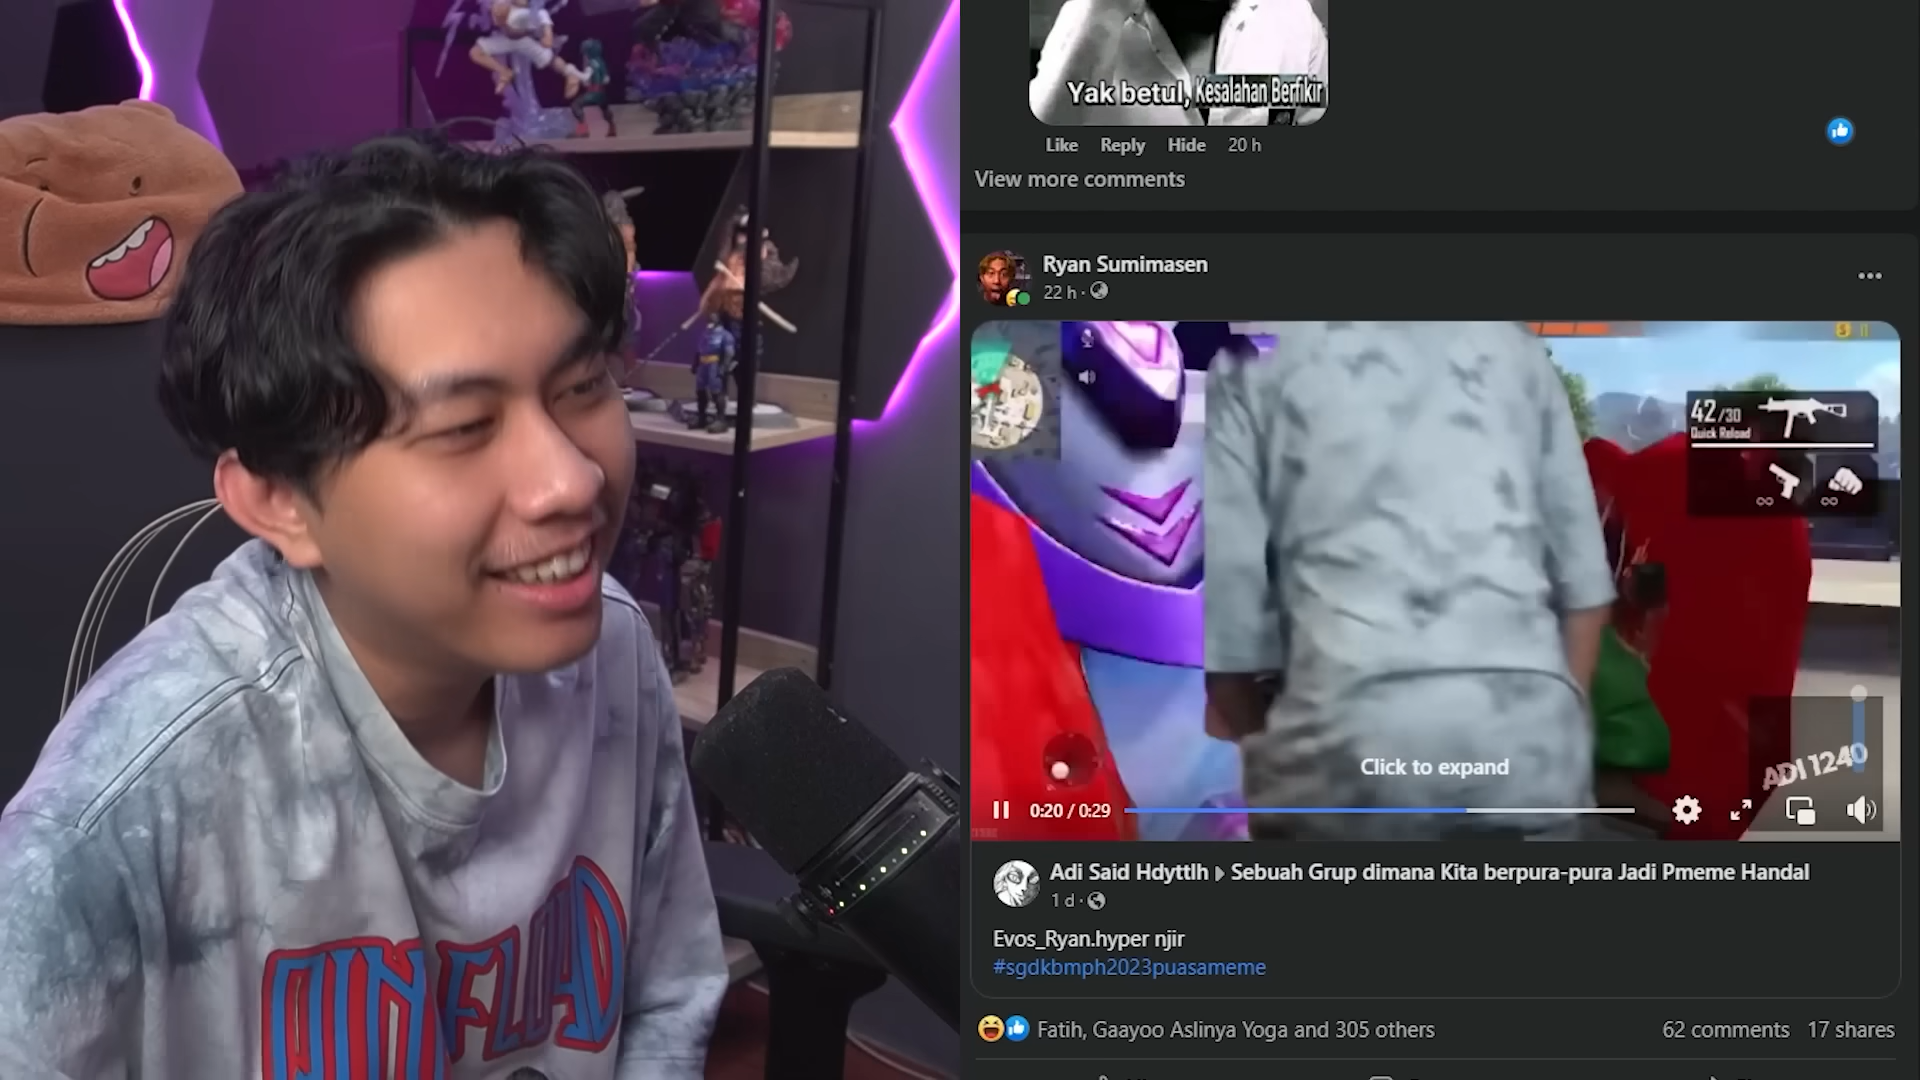 Yak betul, Kesalahan Berfikir
Like Reply Hide 20 h
View more comments
Ryan Sumimasen
22 h ·
42/30
Quick Reload
∞ ∞
Click to expand
ADI 1240
0:20 / 0:29
Adi Said Hdyttlh ▸ Sebuah Grup dimana Kita berpura-pura Jadi Pmeme Handal
1 d ·
Evos_Ryan.hyper njir
#sgdkbmph2023puasameme
Fatih, Gaayoo Aslinya Yoga and 305 others
62 comments 17 shares